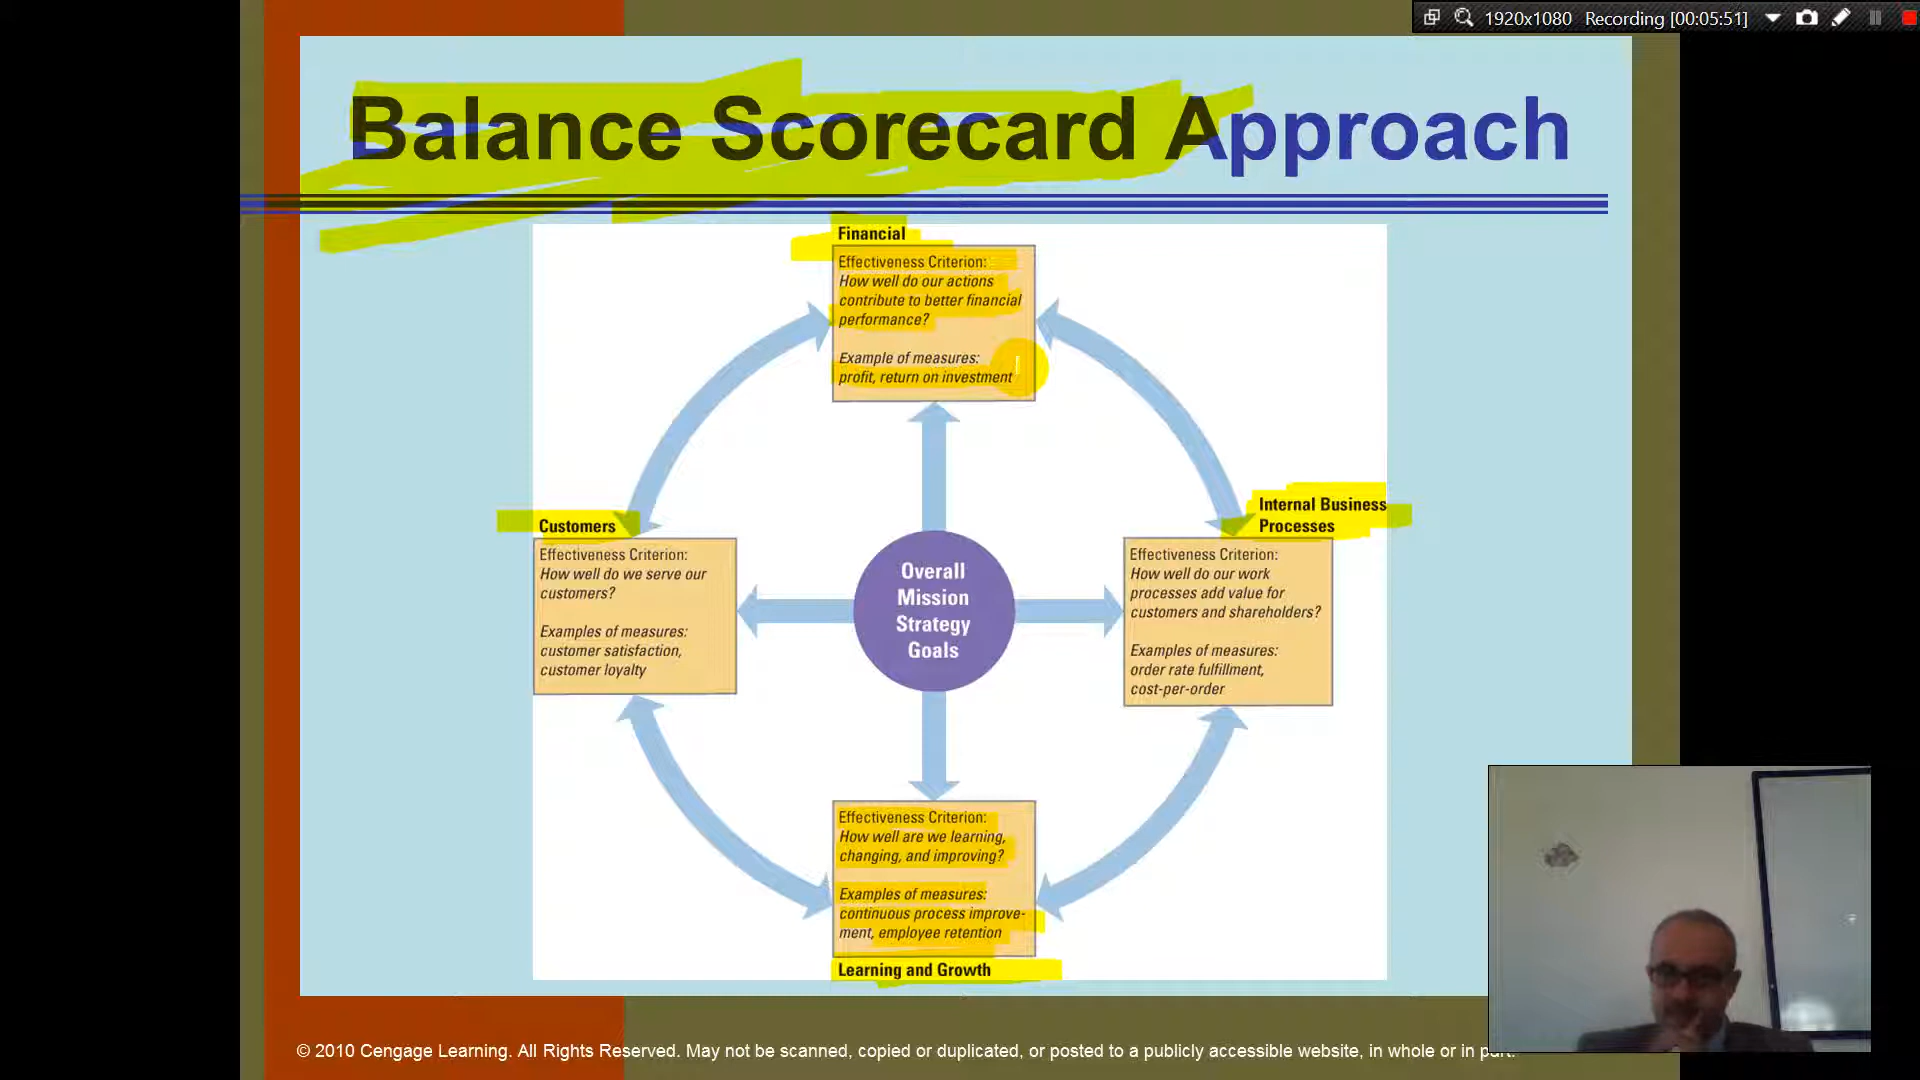 1920x1080 Recording [00:05:51]
Balance Scorecard Approach
Financial
Effectiveness Criterion:
How well do our actions
contribute to better financial
performance?
Example of measures:
profit, return on investment
Customers
Effectiveness Criterion:
How well do we serve our
customers?
Examples of measures:
customer satisfaction,
customer loyalty
Overall
Mission
Strategy
Goals
Internal Business
Processes
Effectiveness Criterion:
How well do our work
processes add value for
customers and shareholders?
Examples of measures:
order rate fulfillment,
cost-per-order
Effectiveness Criterion:
How well are we learning,
changing, and improving?
Examples of measures:
continuous process improve-
ment, employee retention
Learning and Growth
© 2010 Cengage Learning. All Rights Reserved. May not be scanned, copied or duplicated, or posted to a publicly accessible website, in whole or in part.